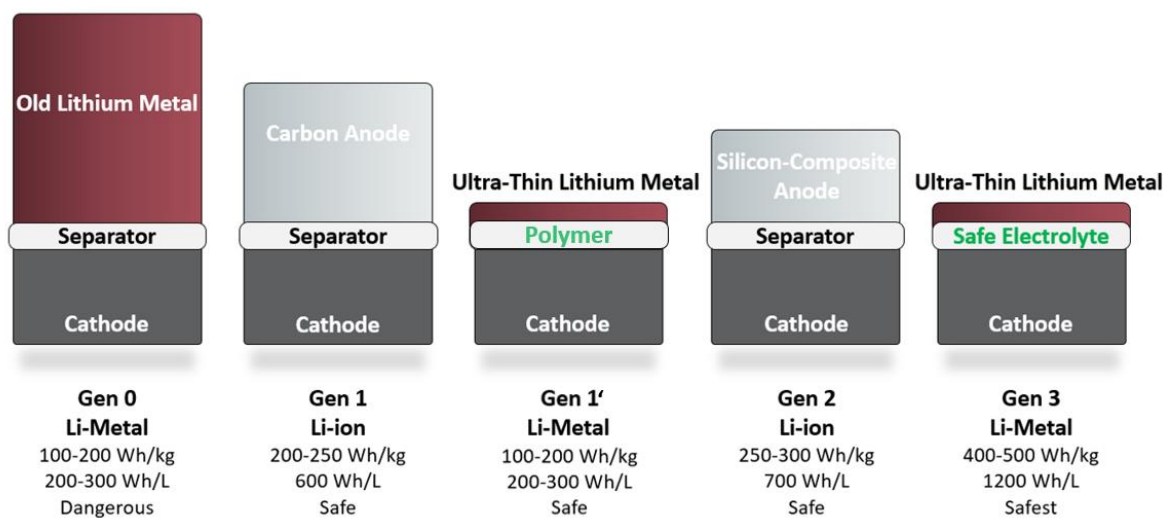 Old Lithium Metal
Separator
Cathode
Gen 0
Li-Metal
100-200 Wh/kg
200-300 Wh/L
Dangerous
Carbon Anode
Separator
Cathode
Gen 1
Li-ion
200-250 Wh/kg
600 Wh/L
Safe
Ultra-Thin Lithium Metal
Polymer
Cathode
Gen 1‘
Li-Metal
100-200 Wh/kg
200-300 Wh/L
Safe
Silicon-Composite
Anode
Separator
Cathode
Gen 2
Li-ion
250-300 Wh/kg
700 Wh/L
Safe
Ultra-Thin Lithium Metal
Safe Electrolyte
Cathode
Gen 3
Li-Metal
400-500 Wh/kg
1200 Wh/L
Safest